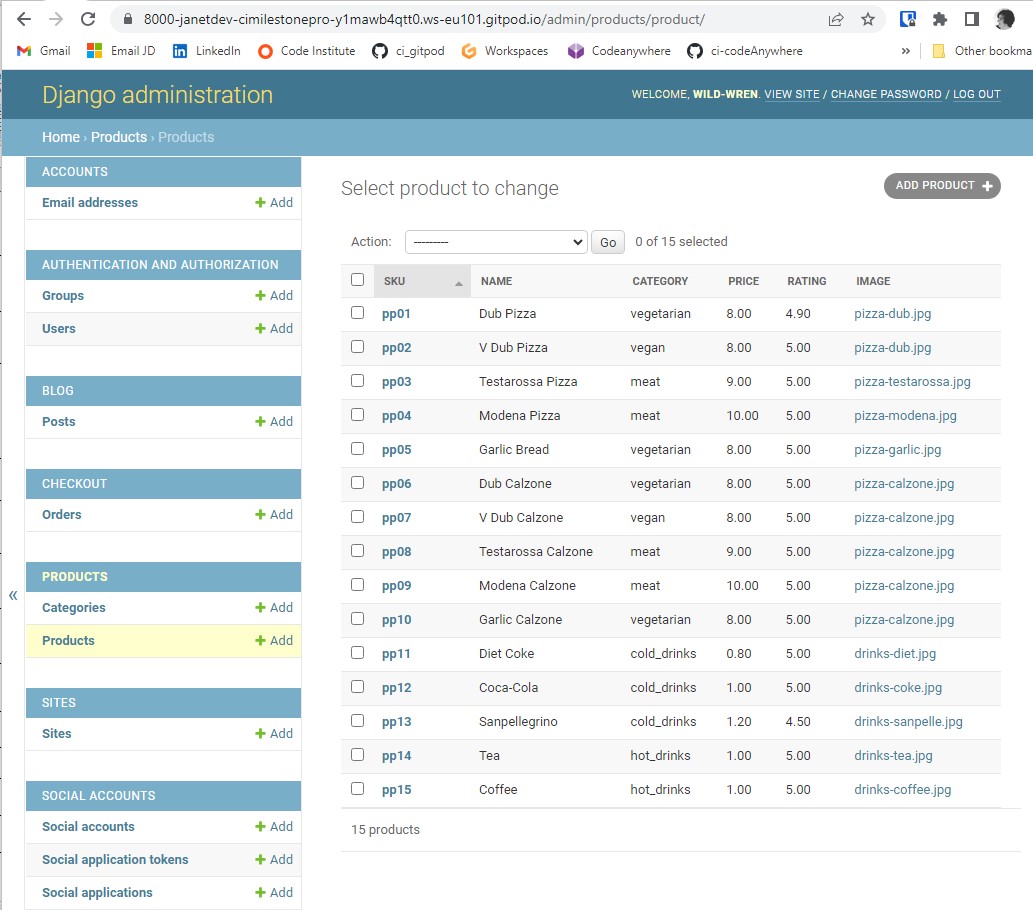 8000-janetdev-cimilestonepro-y1mawb4qtt0.ws-eu101.gitpod.io/admin/products/product/
Gmail Email JD LinkedIn Code Institute ci_gitpod Workspaces Codeanywhere ci-codeAnywhere » Other bookma
Django administration
WELCOME, WILD-WREN. VIEW SITE / CHANGE PASSWORD / LOG OUT
Home › Products › Products
ACCOUNTS
Email addresses + Add
AUTHENTICATION AND AUTHORIZATION
Groups + Add
Users + Add
BLOG
Posts + Add
CHECKOUT
Orders + Add
PRODUCTS
Categories + Add
Products + Add
SITES
Sites + Add
SOCIAL ACCOUNTS
Social accounts + Add
Social application tokens + Add
Social applications + Add
«
Select product to change
ADD PRODUCT +
Action: --------- Go 0 of 15 selected
SKU NAME CATEGORY PRICE RATING IMAGE
pp01 Dub Pizza vegetarian 8.00 4.90 pizza-dub.jpg
pp02 V Dub Pizza vegan 8.00 5.00 pizza-dub.jpg
pp03 Testarossa Pizza meat 9.00 5.00 pizza-testarossa.jpg
pp04 Modena Pizza meat 10.00 5.00 pizza-modena.jpg
pp05 Garlic Bread vegetarian 8.00 5.00 pizza-garlic.jpg
pp06 Dub Calzone vegetarian 8.00 5.00 pizza-calzone.jpg
pp07 V Dub Calzone vegan 8.00 5.00 pizza-calzone.jpg
pp08 Testarossa Calzone meat 9.00 5.00 pizza-calzone.jpg
pp09 Modena Calzone meat 10.00 5.00 pizza-calzone.jpg
pp10 Garlic Calzone vegetarian 8.00 5.00 pizza-calzone.jpg
pp11 Diet Coke cold_drinks 0.80 5.00 drinks-diet.jpg
pp12 Coca-Cola cold_drinks 1.00 5.00 drinks-coke.jpg
pp13 Sanpellegrino cold_drinks 1.20 4.50 drinks-sanpelle.jpg
pp14 Tea hot_drinks 1.00 5.00 drinks-tea.jpg
pp15 Coffee hot_drinks 1.00 5.00 drinks-coffee.jpg
15 products